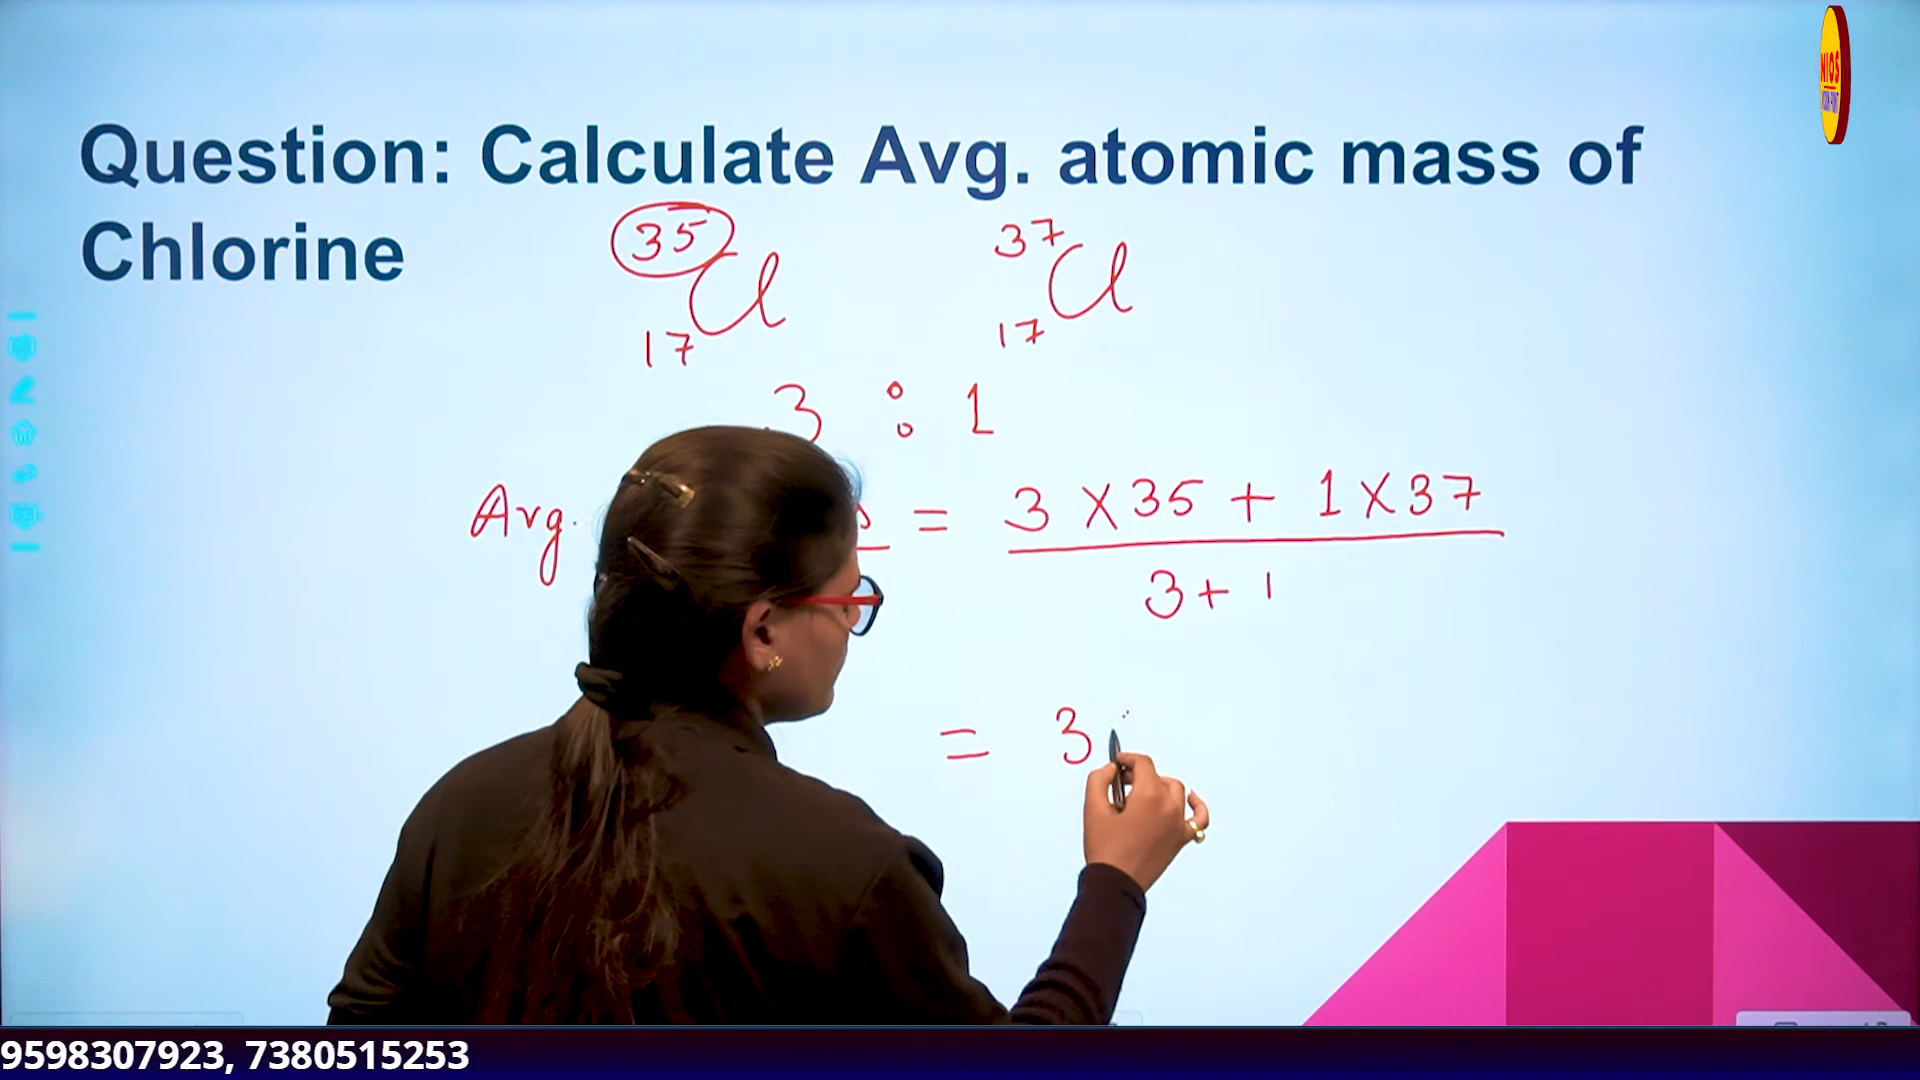 NIOS
Question: Calculate Avg. atomic mass of
Chlorine
35 37
Cl Cl
17 17
3 : 1
Avg. = 3 X 35 + 1 X 37
3 + 1
= 3
9598307923, 7380515253